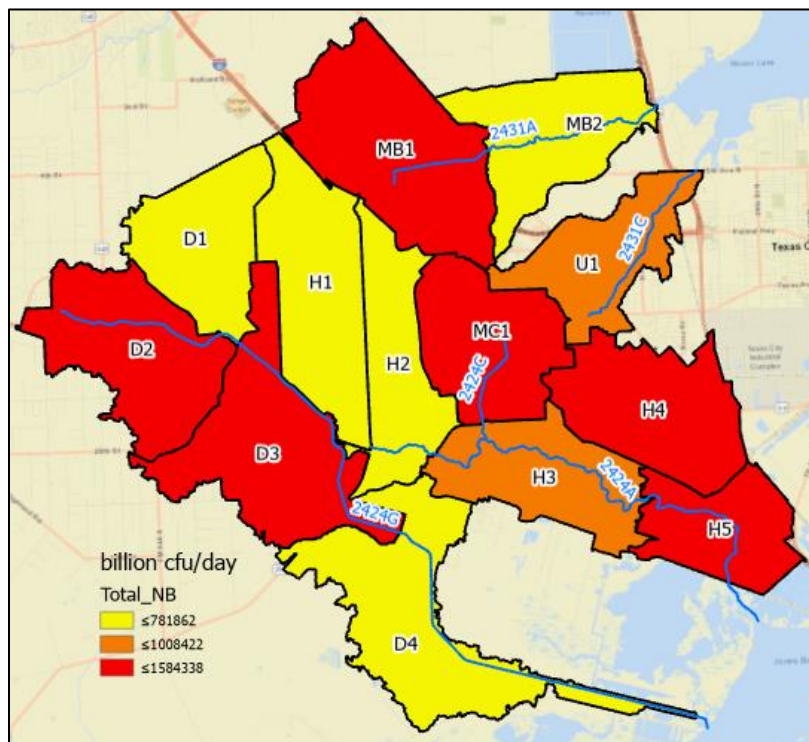 MB1
2431A
MB2
D1
H1
U1
2431C
Texas C
D2
H2
MC1
2424C
D3
H4
H3
2424A
2424G
H5
D4
billion cfu/day
Total_NB
≤781862
≤1008422
≤1584338